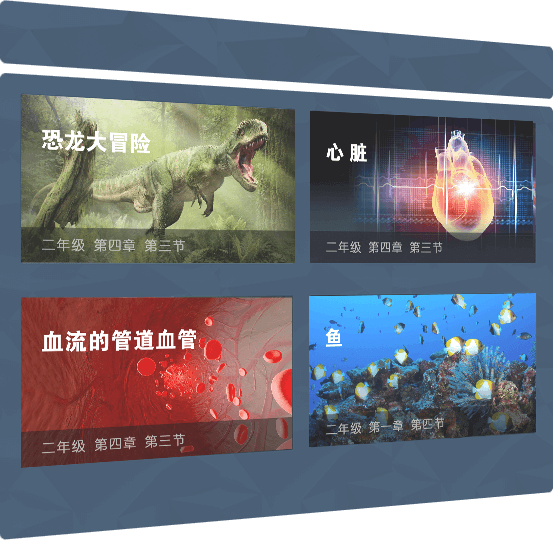 恐龙大冒险
二年级 第四章 第三节
心脏
二年级 第四章 第三节
血流的管道血管
二年级 第四章 第三节
鱼
二年级 第一章 第四节